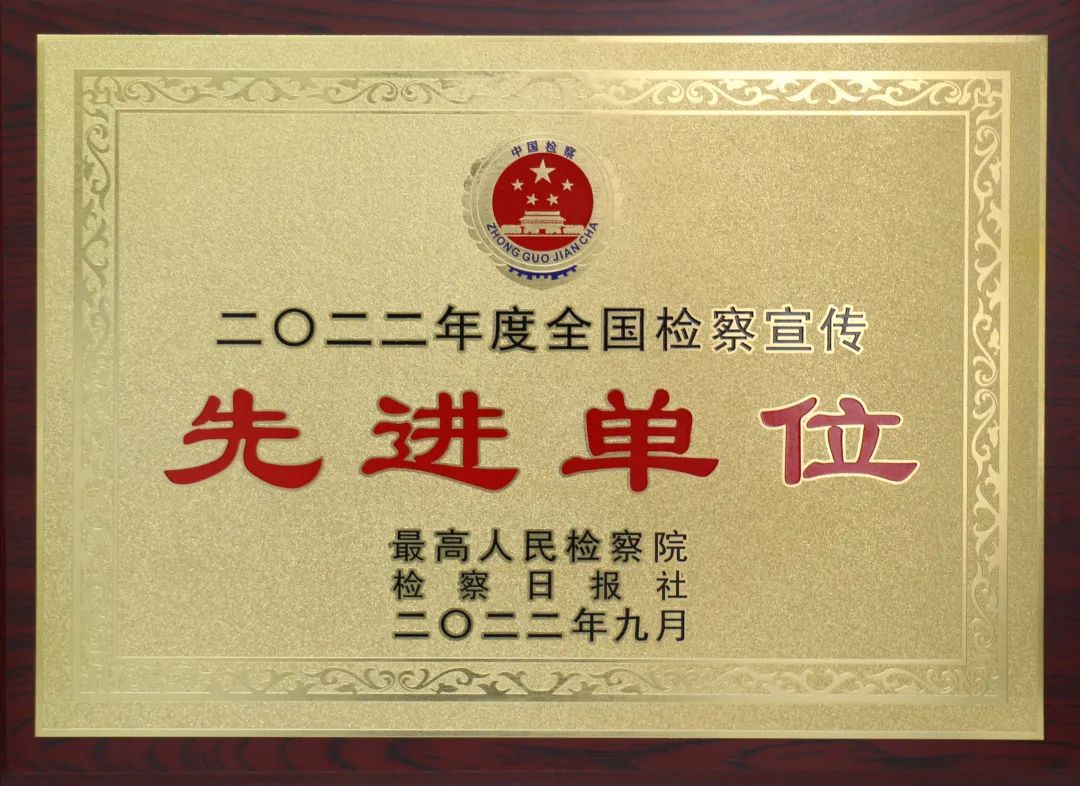 中国检察
ZHONG GUO JIAN CHA
二〇二二年度全国检察宣传
先进单位
最高人民检察院
检察日报社
二〇二二年九月